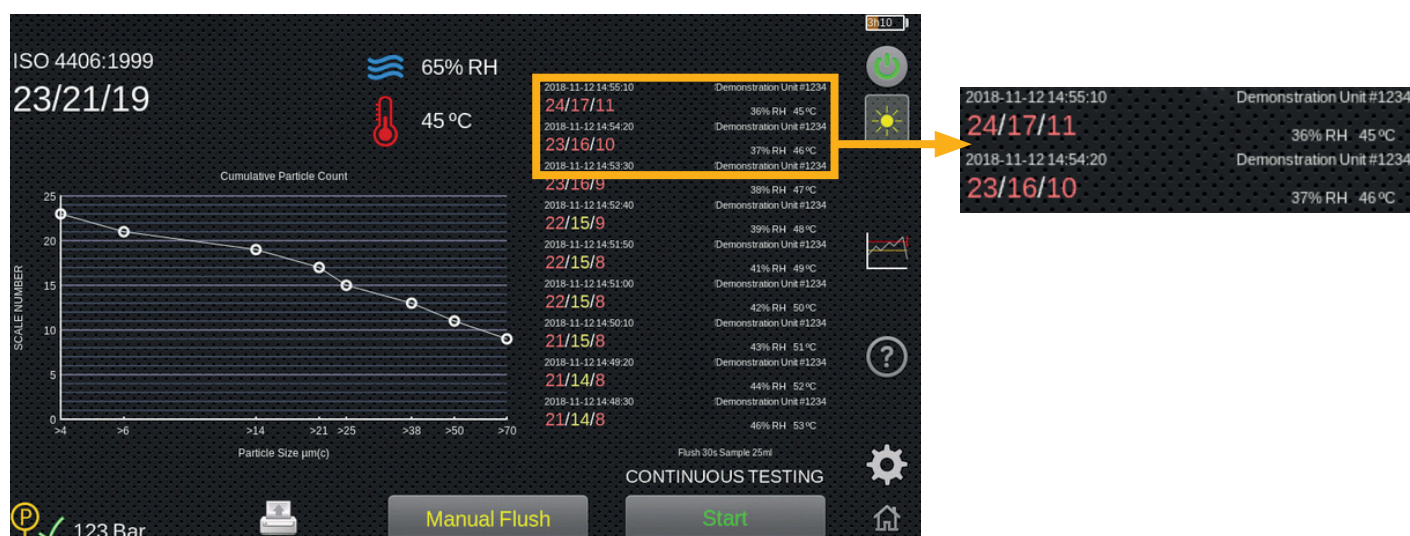 3h10
ISO 4406:1999
23/21/19
65% RH
45 ºC
Cumulative Particle Count
25
20
15
10
5
0
SCALE NUMBER
>4 >6 >14 >21 >25 >38 >50 >70
Particle Size µm(c)
2018-11-12 14:55:10 Demonstration Unit #1234
24/17/11 36% RH 45 ºC
2018-11-12 14:54:20 Demonstration Unit #1234
23/16/10 37% RH 46 ºC
2018-11-12 14:53:30 Demonstration Unit #1234
23/16/9 38% RH 47 ºC
2018-11-12 14:52:40 Demonstration Unit #1234
22/15/9 39% RH 48 ºC
2018-11-12 14:51:50 Demonstration Unit #1234
22/15/8 41% RH 49 ºC
2018-11-12 14:51:00 Demonstration Unit #1234
22/15/8 42% RH 50 ºC
2018-11-12 14:50:10 Demonstration Unit #1234
21/15/8 43% RH 51 ºC
2018-11-12 14:49:20 Demonstration Unit #1234
21/14/8 44% RH 52 ºC
2018-11-12 14:48:30 Demonstration Unit #1234
21/14/8 46% RH 53 ºC
Flush 30s Sample 25ml
CONTINUOUS TESTING
?
P 123 Bar
Manual Flush
Start
2018-11-12 14:55:10 Demonstration Unit #1234
24/17/11 36% RH 45 ºC
2018-11-12 14:54:20 Demonstration Unit #1234
23/16/10 37% RH 46 ºC